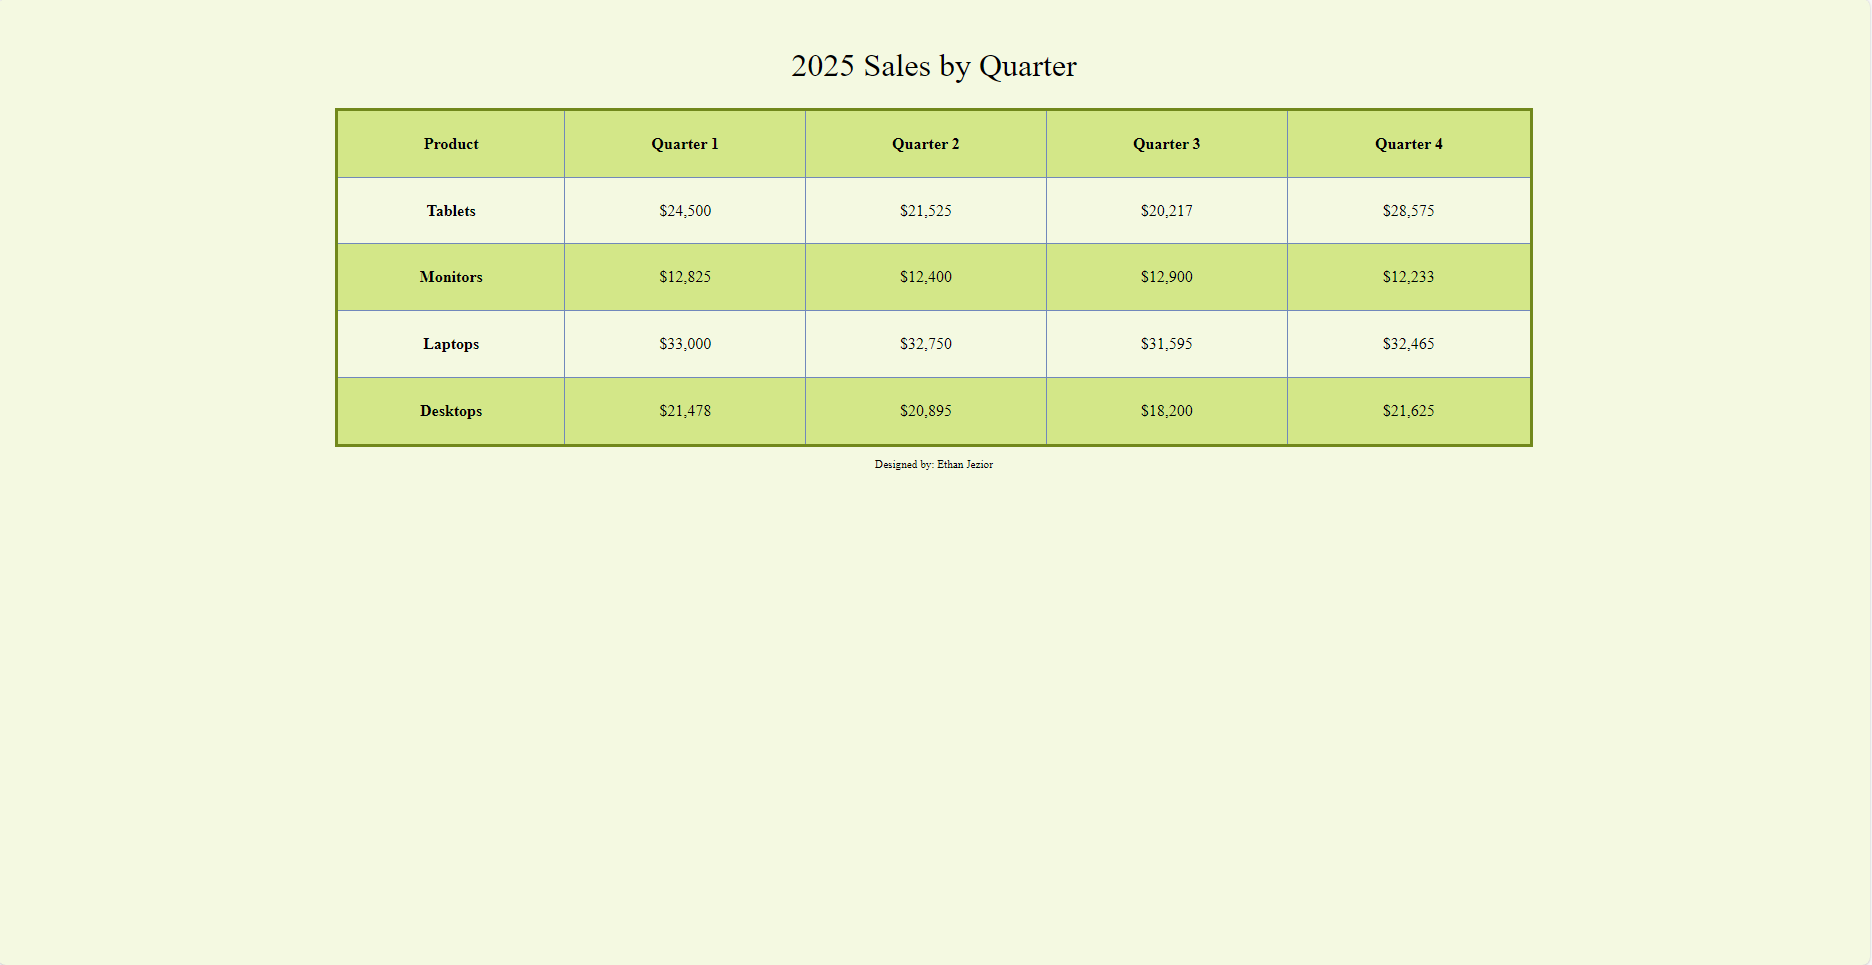 2025 Sales by Quarter
Product Quarter 1 Quarter 2 Quarter 3 Quarter 4
Tablets $24,500 $21,525 $20,217 $28,575
Monitors $12,825 $12,400 $12,900 $12,233
Laptops $33,000 $32,750 $31,595 $32,465
Desktops $21,478 $20,895 $18,200 $21,625
Designed by: Ethan Jezior